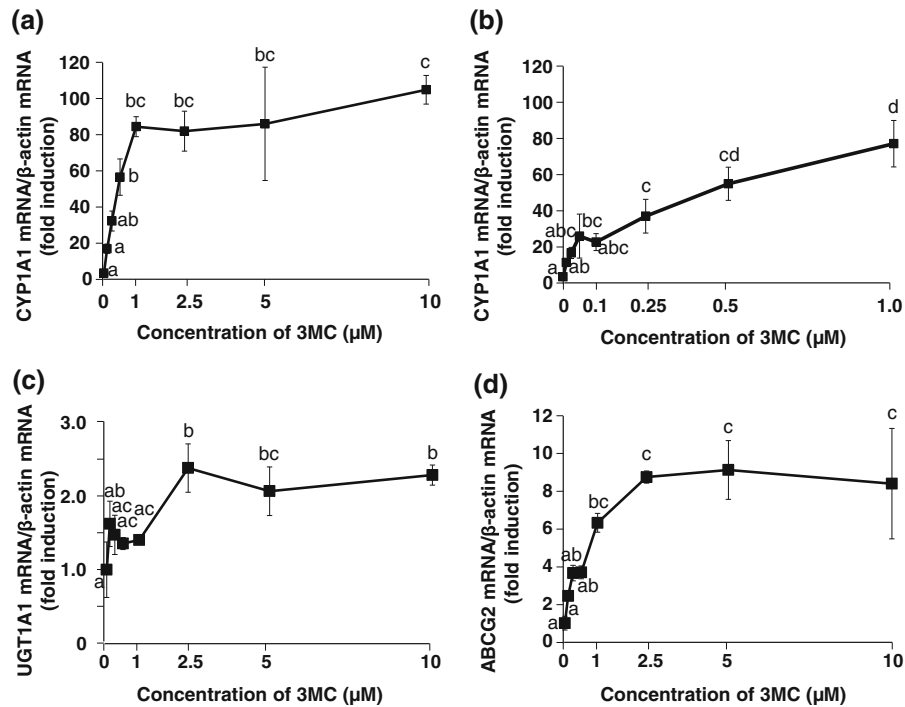 (a)
CYP1A1 mRNA/β-actin mRNA
(fold induction)
120
100
80
60
40
20
0
a
a
ab
b
bc
bc
bc
c
0 1 2.5 5 10
Concentration of 3MC (µM)
(b)
CYP1A1 mRNA/β-actin mRNA
(fold induction)
120
100
80
60
40
20
0
a
ab
abc
bc
abc
c
cd
d
0 0.1 0.25 0.5 1.0
Concentration of 3MC (µM)
(c)
UGT1A1 mRNA/β-actin mRNA
(fold induction)
3.0
2.0
1.0
0
a
ab
ac
ac
ac
b
bc
b
0 1 2.5 5 10
Concentration of 3MC (µM)
(d)
ABCG2 mRNA/β-actin mRNA
(fold induction)
12
10
8
6
4
2
0
a
a
ab
ab
bc
c
c
c
0 1 2.5 5 10
Concentration of 3MC (µM)